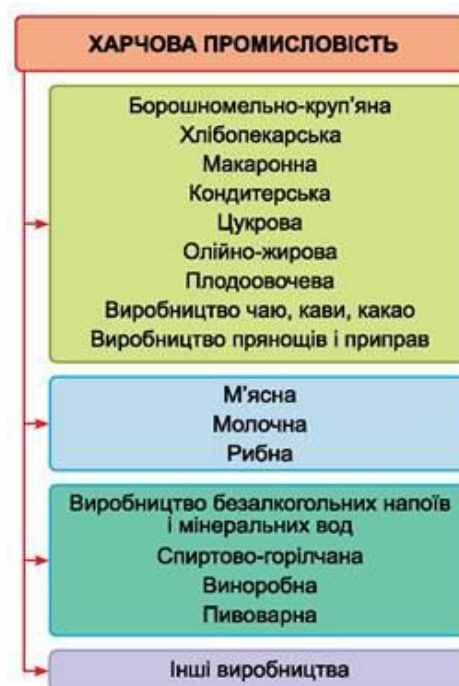 ХАРЧОВА ПРОМИСЛОВІСТЬ
Борошномельно-круп'яна
Хлібопекарська
Макаронна
Кондитерська
Цукрова
Олійно-жирова
Плодоовочева
Виробництво чаю, кави, какао
Виробництво прянощів і приправ
М'ясна
Молочна
Рибна
Виробництво безалкогольних напоїв
і мінеральних вод
Спиртово-горілчана
Виноробна
Пивоварна
Інші виробництва